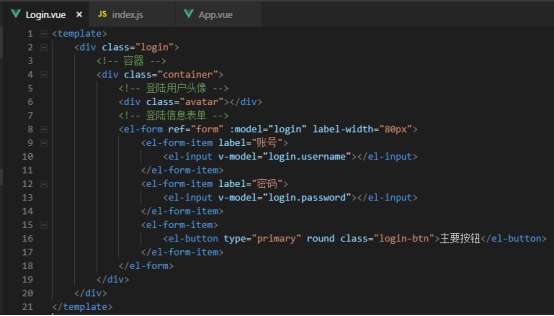 Login.vue × JS index.js App.vue
1 <template>
2 <div class="login">
3 <!-- 容器 -->
4 <div class="container">
5 <!-- 登陆用户头像 -->
6 <div class="avatar"></div>
7 <!-- 登陆信息表单 -->
8 <el-form ref="form" :model="login" label-width="80px">
9 <el-form-item label="账号">
10 <el-input v-model="login.username"></el-input>
11 </el-form-item>
12 <el-form-item label="密码">
13 <el-input v-model="login.password"></el-input>
14 </el-form-item>
15 <el-form-item>
16 <el-button type="primary" round class="login-btn">主要按钮</el-button>
17 </el-form-item>
18 </el-form>
19 </div>
20 </div>
21 </template>